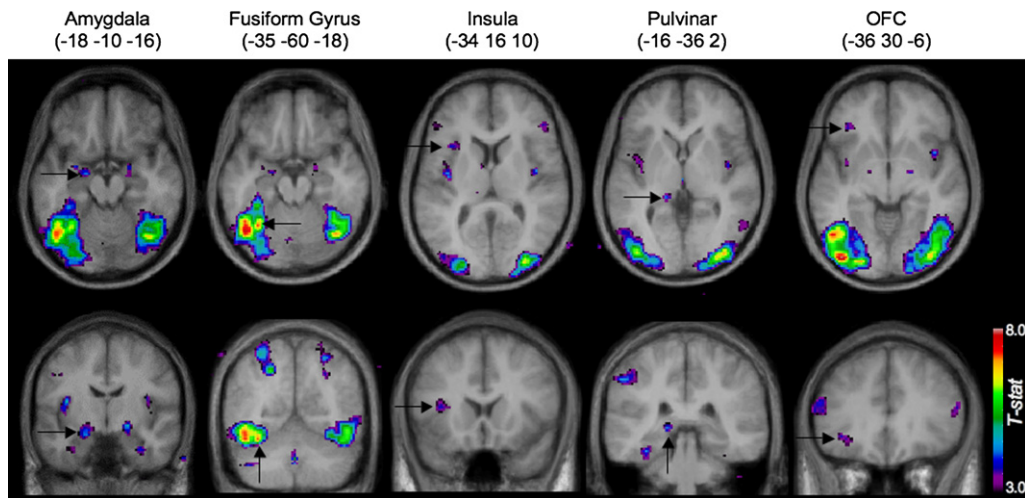 Amygdala
(-18 -10 -16)
Fusiform Gyrus
(-35 -60 -18)
Insula
(-34 16 10)
Pulvinar
(-16 -36 2)
OFC
(-36 30 -6)
8.0
T-stat
3.0